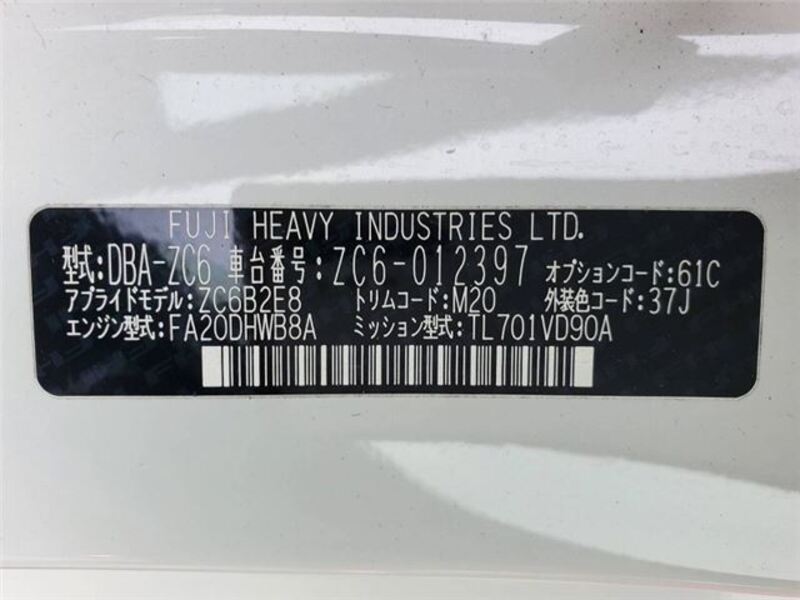 FUJI HEAVY INDUSTRIES LTD.
型式:DBA-ZC6 車台番号:ZC6-012397 オプションコード:61C
アプライドモデル:ZC6B2E8 トリムコード:M20 外装色コード:37J
エンジン型式:FA20DHWB8A ミッション型式:TL701VD90A